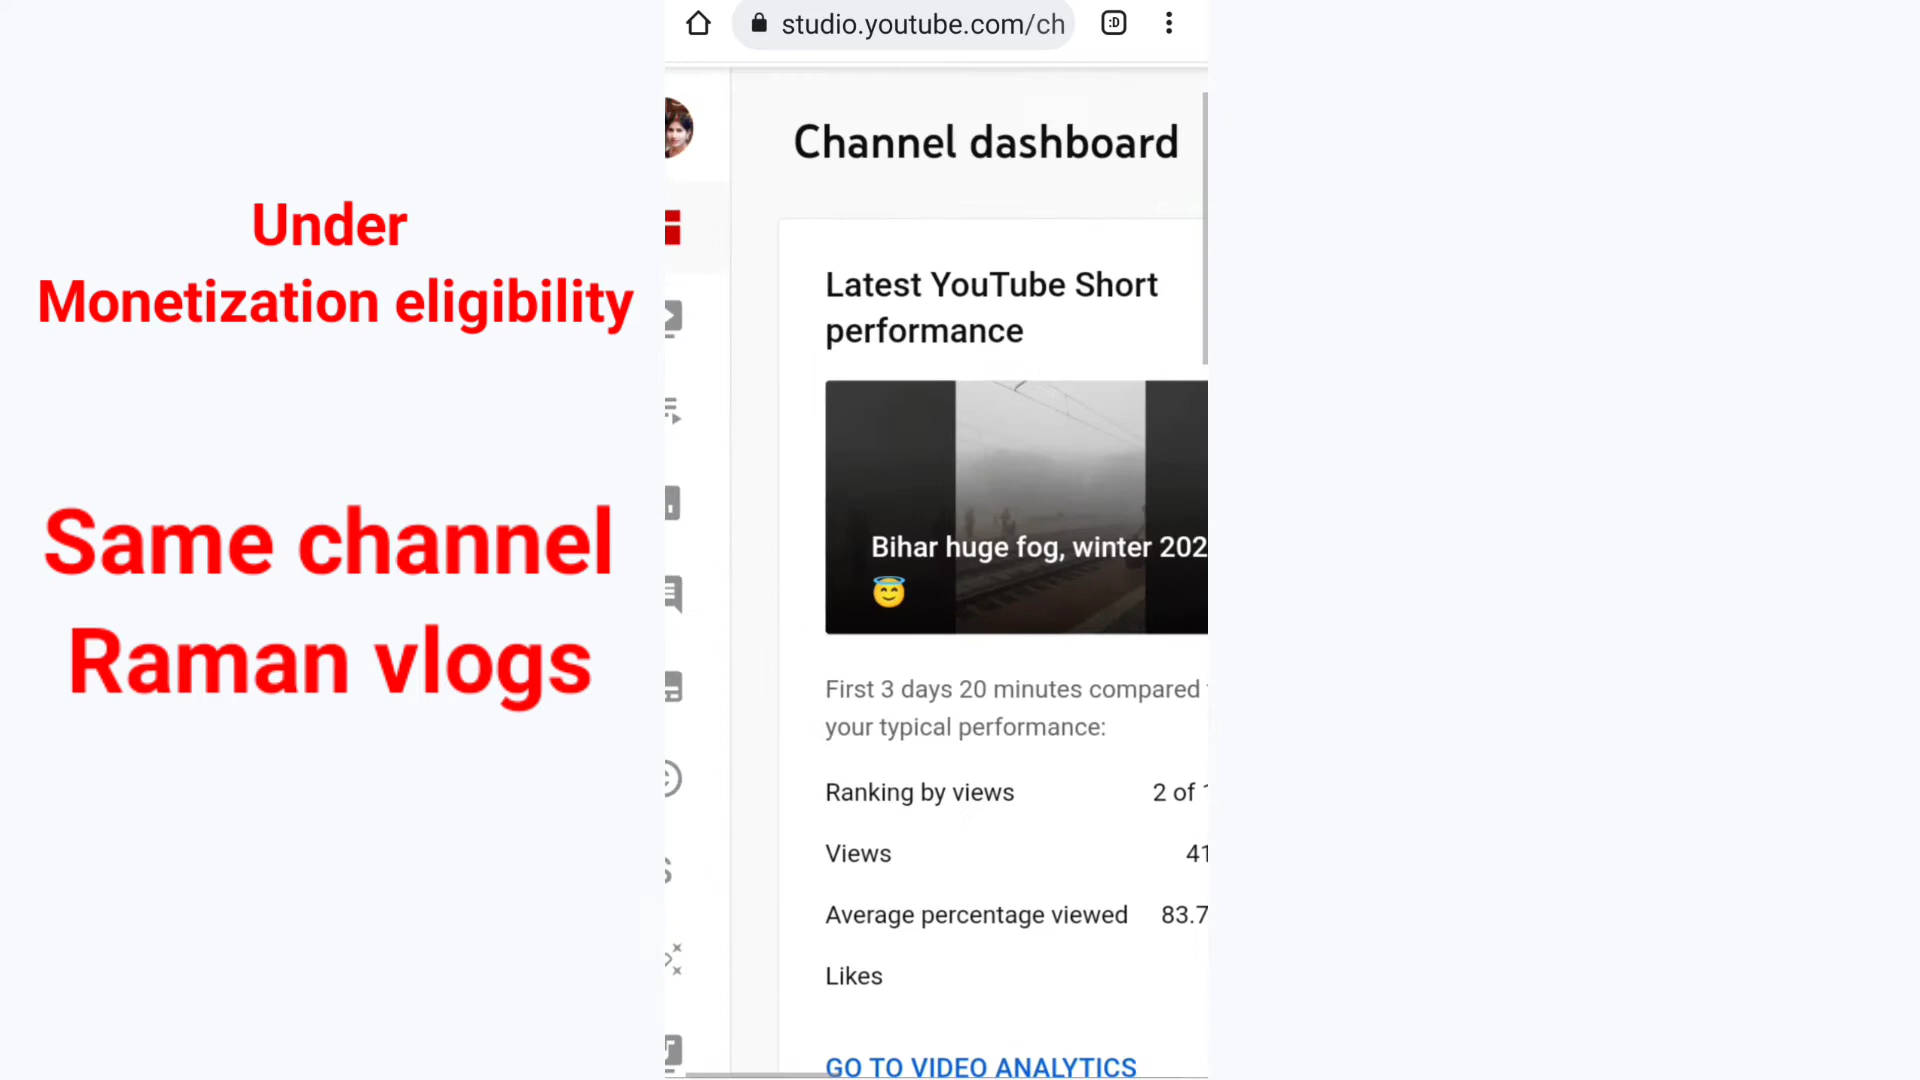 studio.youtube.com/ch
:D
Channel dashboard
Under
Monetization eligibility
Latest YouTube Short
performance
Bihar huge fog, winter 202
😇
Same channel
Raman vlogs
First 3 days 20 minutes compared
your typical performance:
Ranking by views 2 of
Views 41
Average percentage viewed 83.7
Likes
GO TO VIDEO ANALYTICS